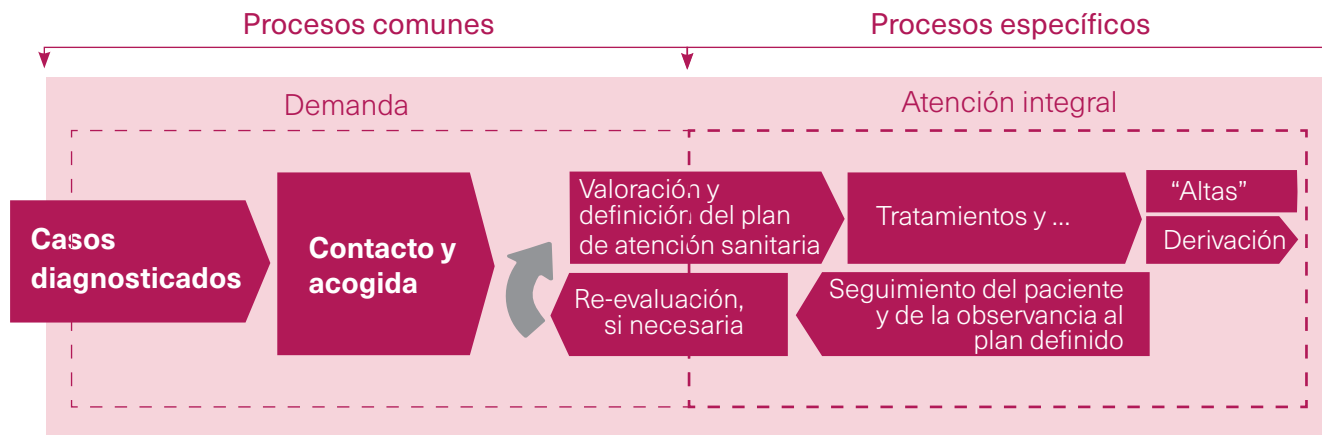 Procesos comunes
Procesos específicos
Demanda
Atención integral
Casos
diagnosticados
Contacto y
acogida
Valoración y
definición del plan
de atención sanitaria
Tratamientos y ...
“Altas”
Derivación
Re-evaluación,
si necesaria
Seguimiento del paciente
y de la observancia al
plan definido